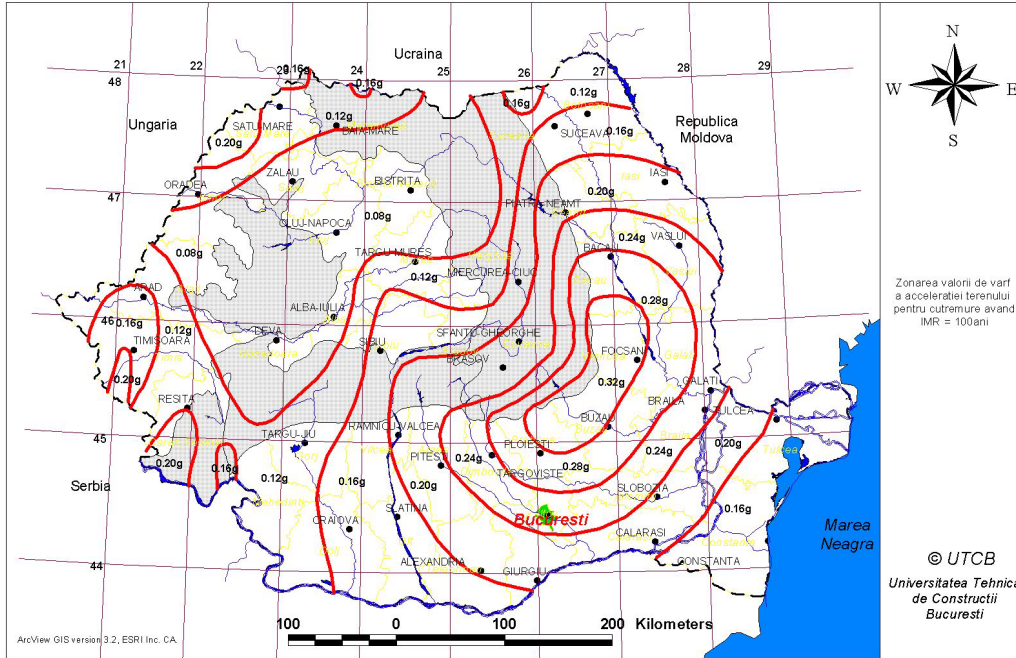 Ucraina
21
22
23
24
25
26
27
28
29
48
47
46
45
44
Ungaria
Republica
Moldova
Serbia
Marea
Neagra
N
W
E
S
0.16g
0.16g
0.16g
0.12g
0.12g
0.16g
0.20g
0.20g
0.08g
0.08g
0.24g
0.12g
0.28g
0.16g
0.12g
0.20g
0.32g
0.24g
0.28g
0.24g
0.20g
0.20g
0.16g
0.12g
0.16g
0.20g
0.16g
SATU-MARE
BAIA-MARE
SUCEAVA
ORADEA
ZALAU
BISTRITA
IASI
PIATRA-NEAMT
CLUJ-NAPOCA
TARGU-MURES
BACAU
VASLUI
MIERCUREA-CIUC
ARAD
ALBA-IULIA
TIMISOARA
DEVA
SIBIU
SFANTU-GHEORGHE
BRASOV
FOCSANI
RESITA
GALATI
BRAILA
TULCEA
TARGU-JIU
RAMNICU-VALCEA
BUZAU
PITESTI
PLOIESTI
TARGOVISTE
SLOBOZIA
CRAIOVA
SLATINA
Bucuresti
CALARASI
CONSTANTA
ALEXANDRIA
GIURGIU
Zonarea valorii de varf
a acceleratiei terenului
pentru cutremure avand
IMR = 100ani
© UTCB
Universitatea Tehnica
de Constructii
Bucuresti
100
0
100
200
Kilometers
ArcView GIS version 3.2, ESRI Inc. CA.